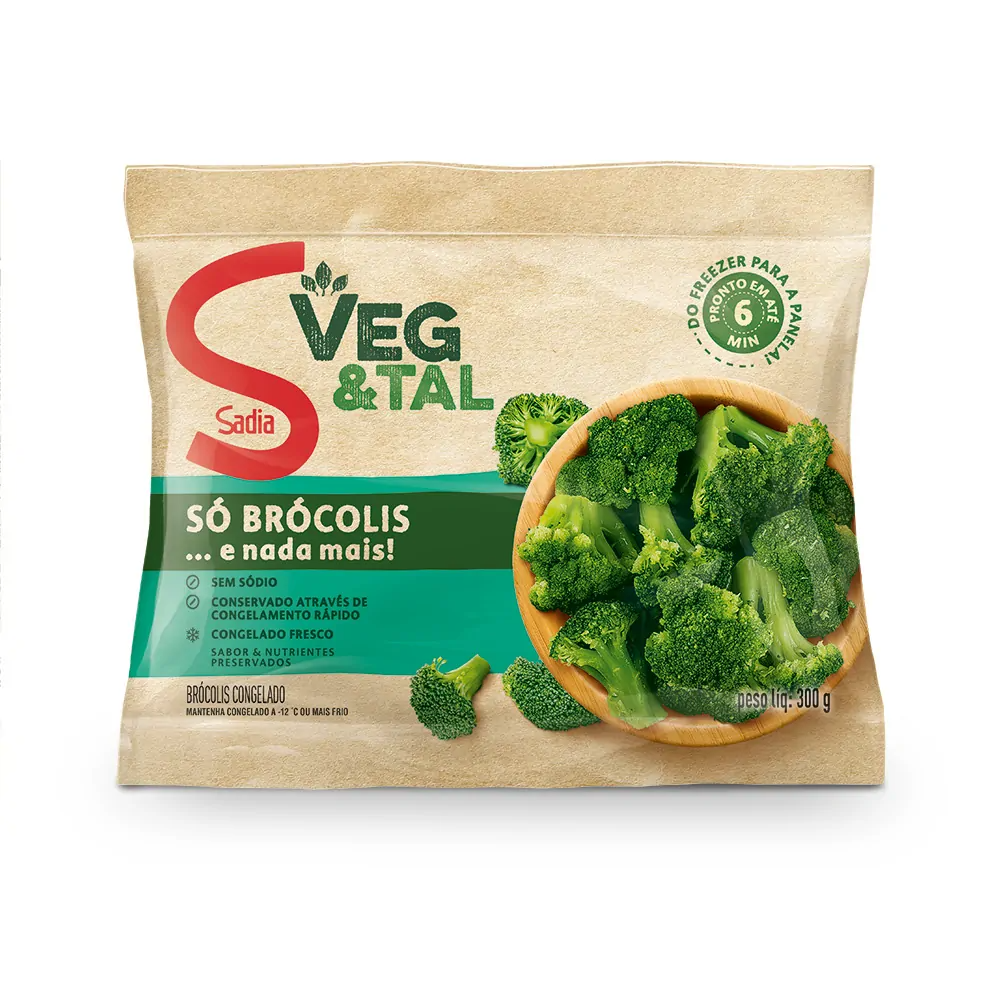 Sadia
VEG
&TAL
DO FREEZER PARA A PANELA!
PRONTO EM ATÉ
6
MIN
SÓ BRÓCOLIS
... e nada mais!
SEM SÓDIO
CONSERVADO ATRAVÉS DE
CONGELAMENTO RÁPIDO
CONGELADO FRESCO
SABOR & NUTRIENTES
PRESERVADOS
BRÓCOLIS CONGELADO
MANTENHA CONGELADO A -12 °C OU MAIS FRIO
peso líq: 300 g